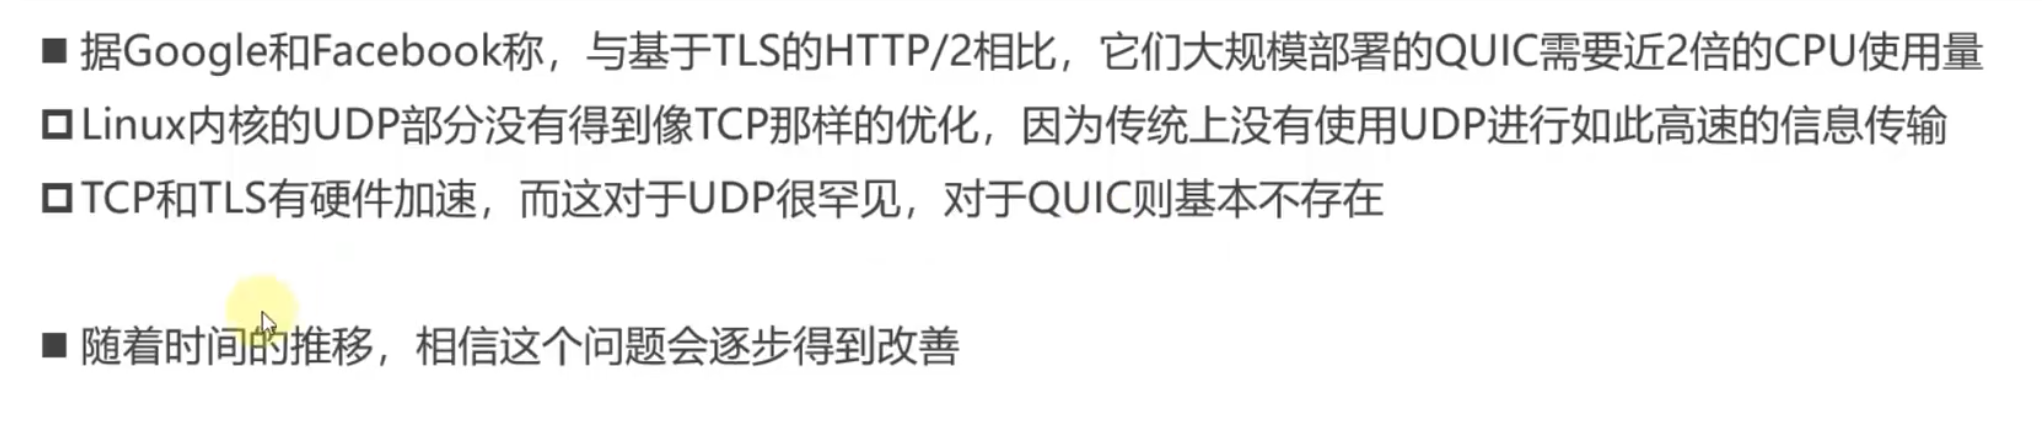 ■ 据Google和Facebook称，与基于TLS的HTTP/2相比，它们大规模部署的QUIC需要近2倍的CPU使用量
Linux内核的UDP部分没有得到像TCP那样的优化，因为传统上没有使用UDP进行如此高速的信息传输
TCP和TLS有硬件加速，而这对于UDP很罕见，对于QUIC则基本不存在
■ 随着时间的推移，相信这个问题会逐步得到改善